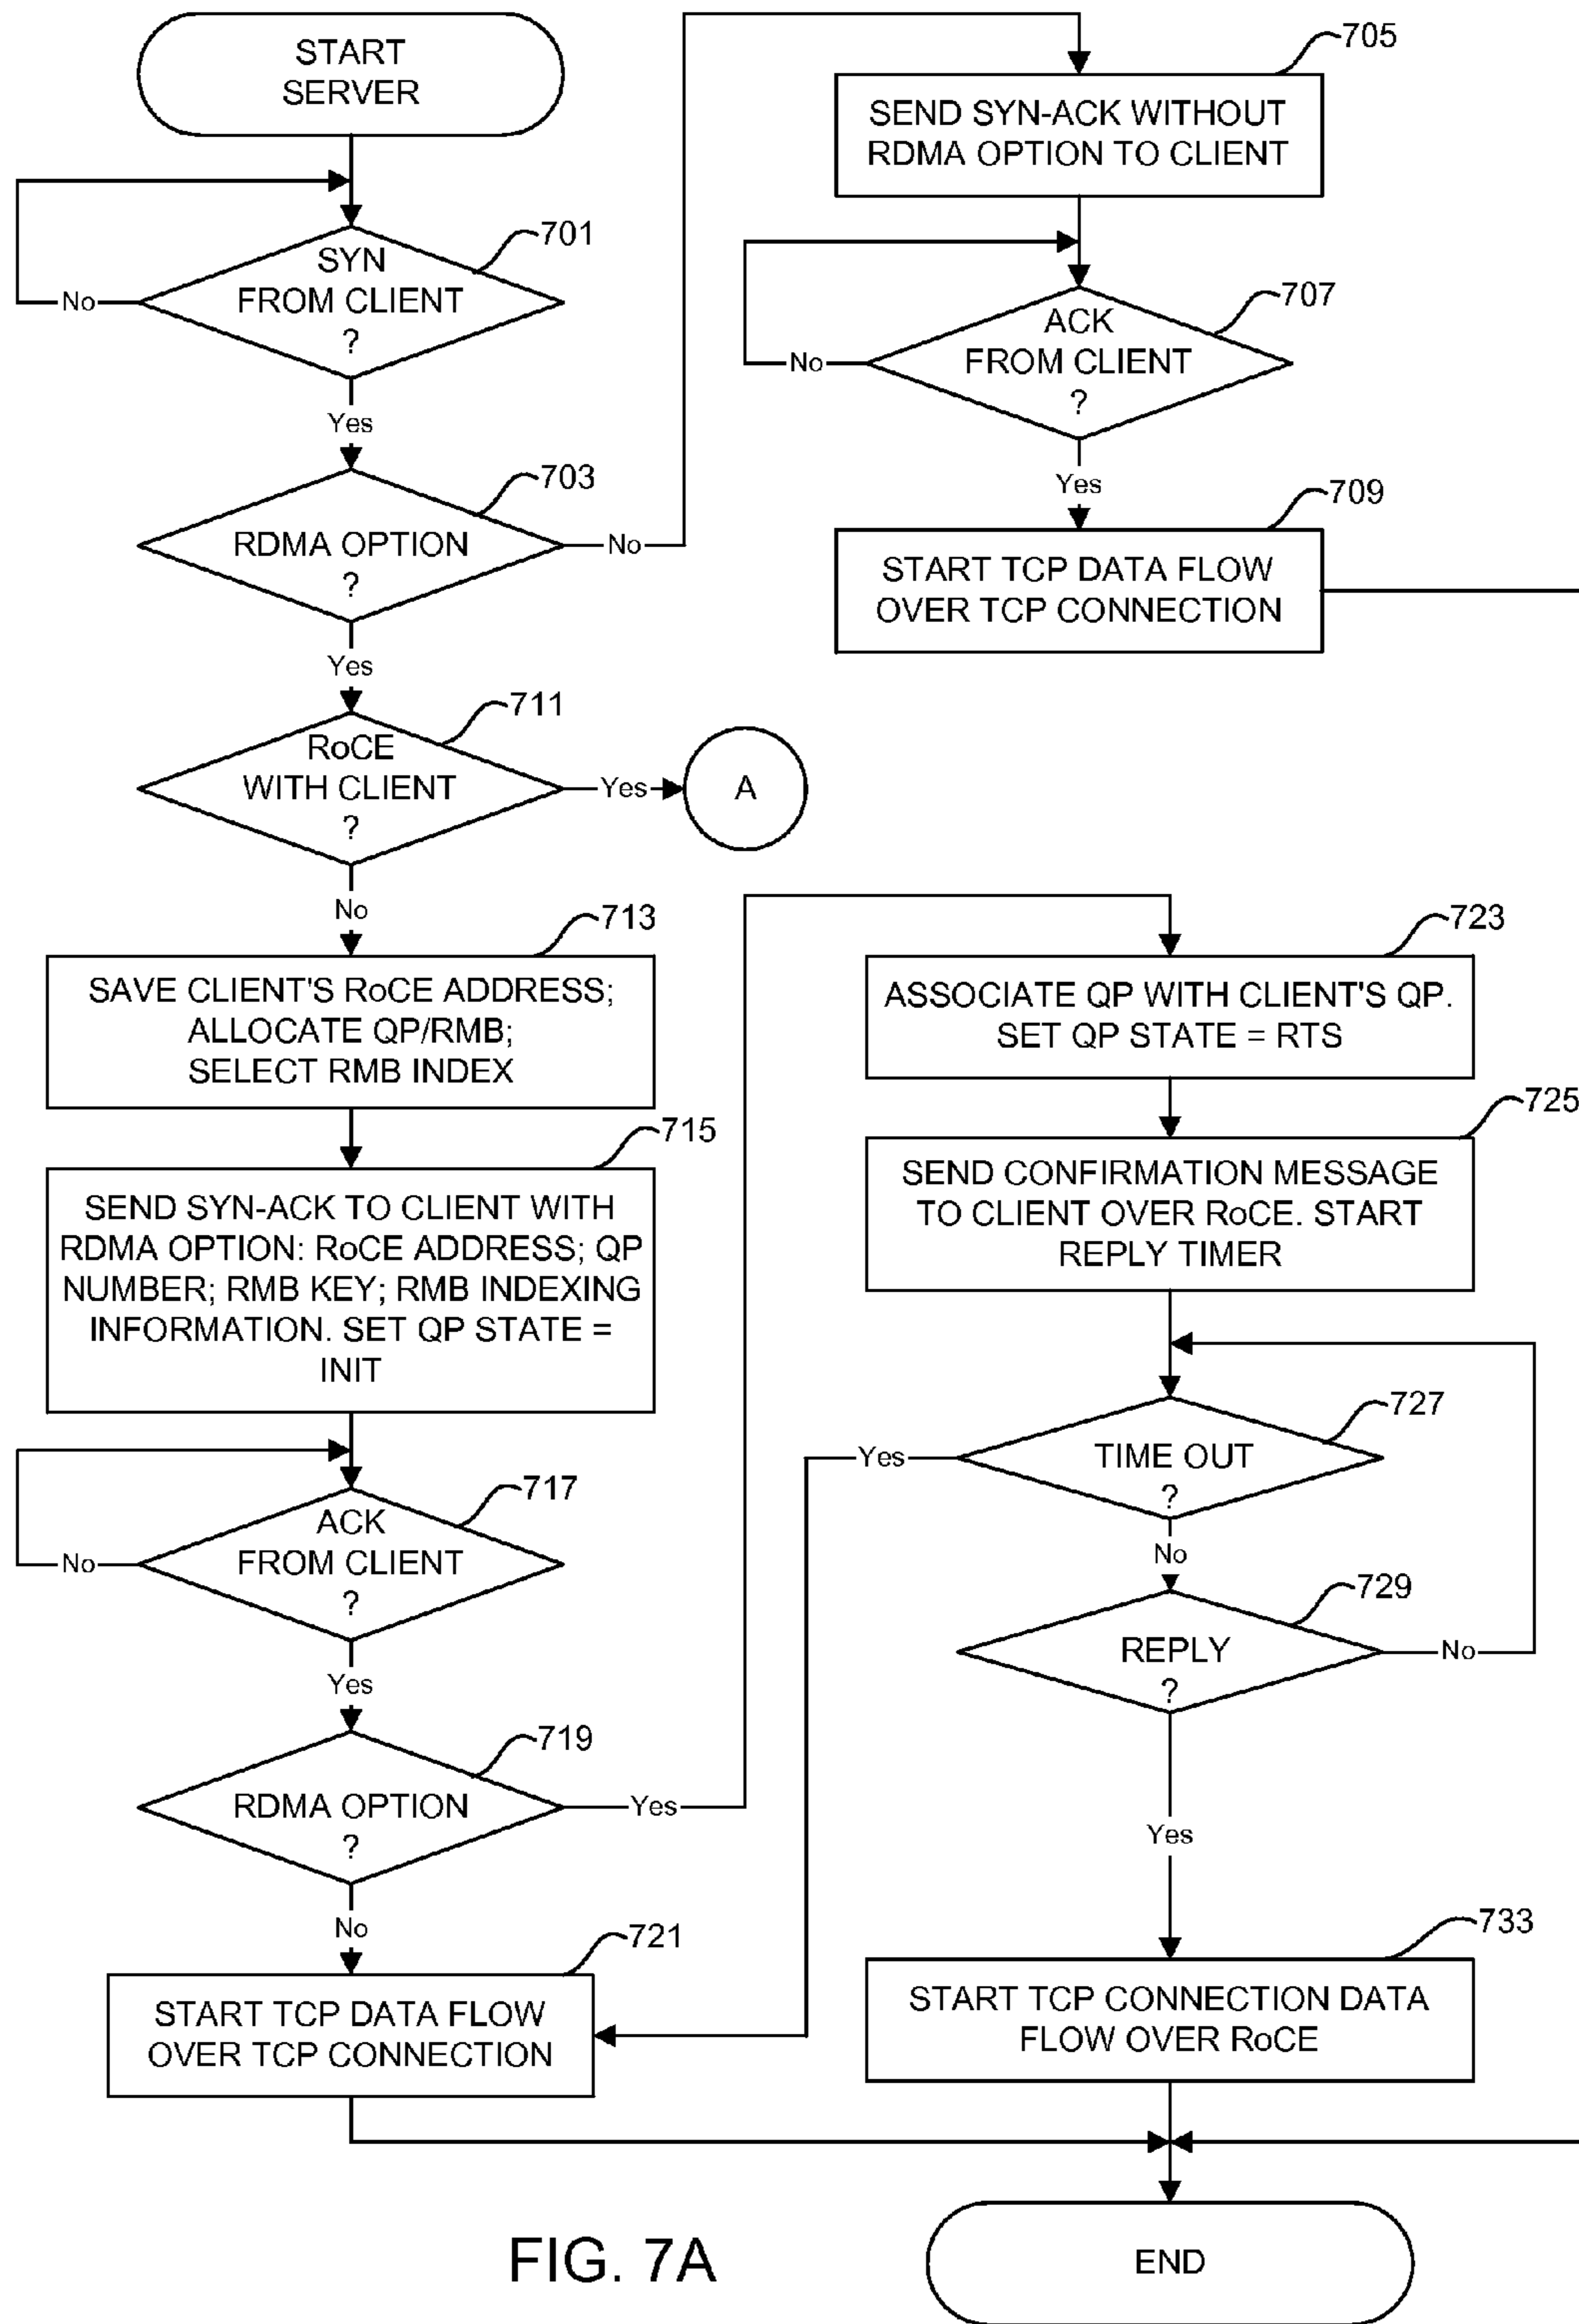 START
SERVER
701
SYN
FROM CLIENT
?
No
Yes
703
RDMA OPTION
?
No
Yes
705
SEND SYN-ACK WITHOUT
RDMA OPTION TO CLIENT
707
ACK
FROM CLIENT
?
No
Yes
709
START TCP DATA FLOW
OVER TCP CONNECTION
711
RoCE
WITH CLIENT
?
Yes
A
No
713
SAVE CLIENT'S RoCE ADDRESS;
ALLOCATE QP/RMB;
SELECT RMB INDEX
715
SEND SYN-ACK TO CLIENT WITH
RDMA OPTION: RoCE ADDRESS; QP
NUMBER; RMB KEY; RMB INDEXING
INFORMATION. SET QP STATE =
INIT
717
ACK
FROM CLIENT
?
No
Yes
719
RDMA OPTION
?
Yes
No
721
START TCP DATA FLOW
OVER TCP CONNECTION
723
ASSOCIATE QP WITH CLIENT'S QP.
SET QP STATE = RTS
725
SEND CONFIRMATION MESSAGE
TO CLIENT OVER RoCE. START
REPLY TIMER
727
TIME OUT
?
Yes
No
729
REPLY
?
No
Yes
733
START TCP CONNECTION DATA
FLOW OVER RoCE
END
FIG. 7A